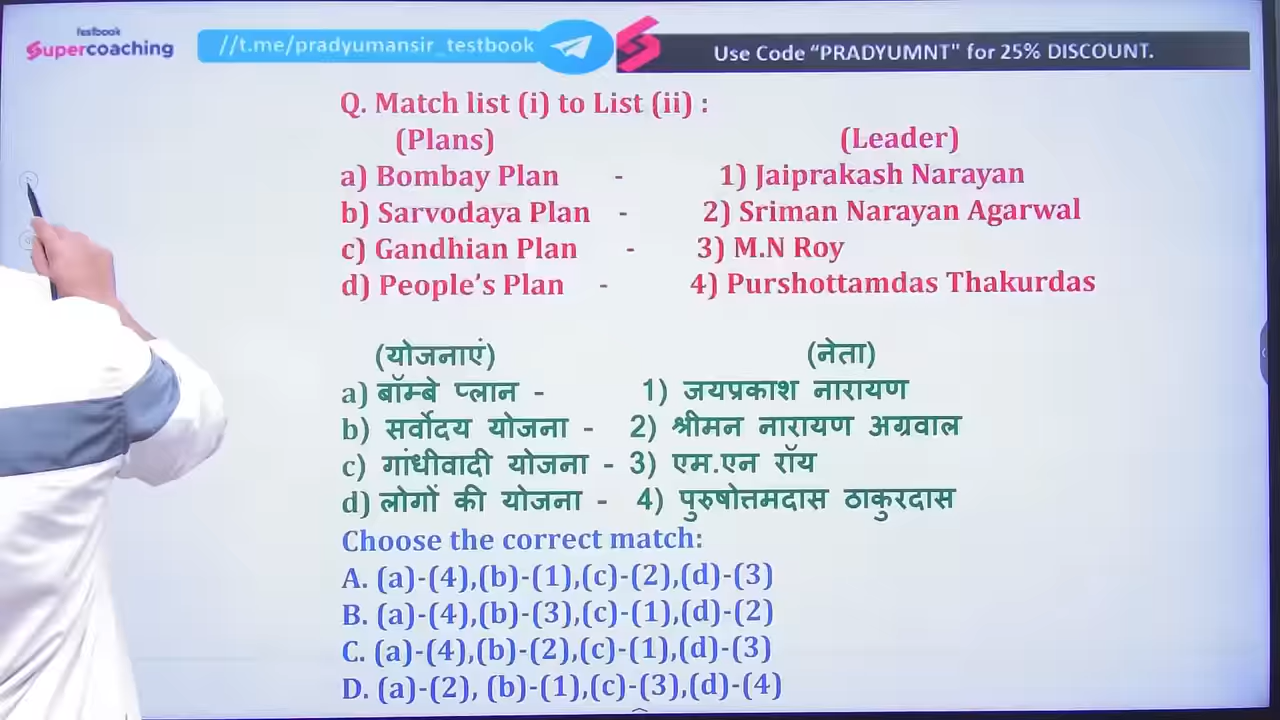 testbook
Supercoaching
//t.me/pradyumansir_testbook
Use Code “PRADYUMNT" for 25% DISCOUNT.
Q. Match list (i) to List (ii) :
(Plans) (Leader)
a) Bombay Plan - 1) Jaiprakash Narayan
b) Sarvodaya Plan - 2) Sriman Narayan Agarwal
c) Gandhian Plan - 3) M.N Roy
d) People’s Plan - 4) Purshottamdas Thakurdas
(योजनाएं) (नेता)
a) बॉम्बे प्लान - 1) जयप्रकाश नारायण
b) सर्वोदय योजना - 2) श्रीमन नारायण अग्रवाल
c) गांधीवादी योजना - 3) एम.एन रॉय
d) लोगों की योजना - 4) पुरुषोत्तमदास ठाकुरदास
Choose the correct match:
A. (a)-(4),(b)-(1),(c)-(2),(d)-(3)
B. (a)-(4),(b)-(3),(c)-(1),(d)-(2)
C. (a)-(4),(b)-(2),(c)-(1),(d)-(3)
D. (a)-(2), (b)-(1),(c)-(3),(d)-(4)